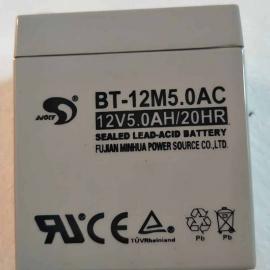 BT-12M5.0AC
12V5.0AH/20HR
SEALED LEAD-ACID BATTERY
FUJIAN MINHUA POWER SOURCE CO.,LTD.
TÜVRheinland
Pb
Pb